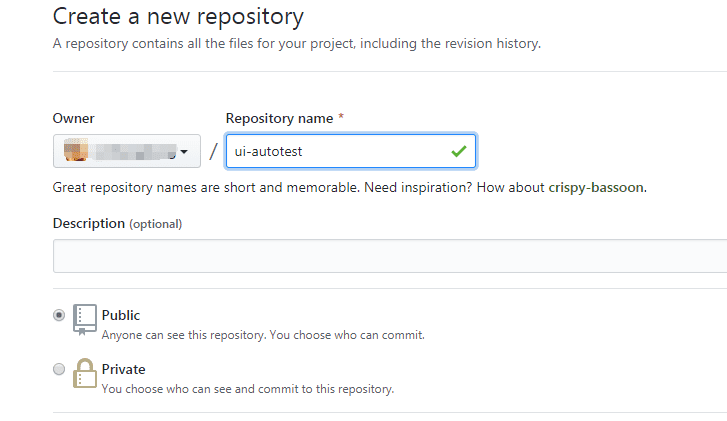 Create a new repository
A repository contains all the files for your project, including the revision history.
Owner
Repository name *
/
ui-autotest
Great repository names are short and memorable. Need inspiration? How about crispy-bassoon.
Description (optional)
Public
Anyone can see this repository. You choose who can commit.
Private
You choose who can see and commit to this repository.